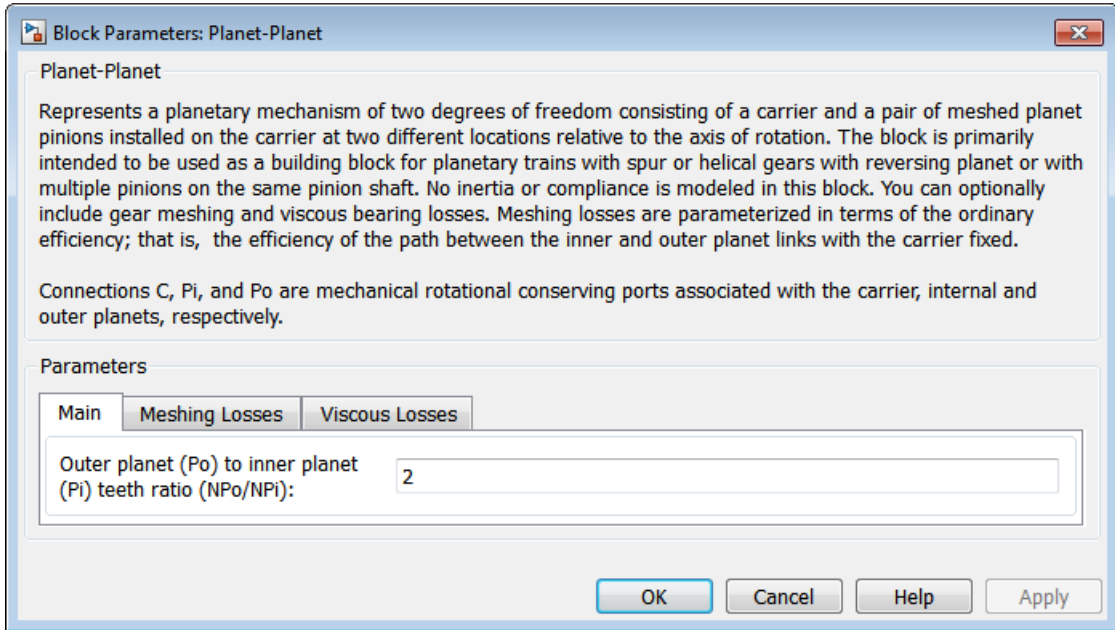 Block Parameters: Planet-Planet
Planet-Planet
Represents a planetary mechanism of two degrees of freedom consisting of a carrier and a pair of meshed planet
pinions installed on the carrier at two different locations relative to the axis of rotation. The block is primarily
intended to be used as a building block for planetary trains with spur or helical gears with reversing planet or with
multiple pinions on the same pinion shaft. No inertia or compliance is modeled in this block. You can optionally
include gear meshing and viscous bearing losses. Meshing losses are parameterized in terms of the ordinary
efficiency; that is,  the efficiency of the path between the inner and outer planet links with the carrier fixed.
Connections C, Pi, and Po are mechanical rotational conserving ports associated with the carrier, internal and
outer planets, respectively.
Parameters
Main Meshing Losses Viscous Losses
Outer planet (Po) to inner planet
(Pi) teeth ratio (NPo/NPi):
2
OK Cancel Help Apply